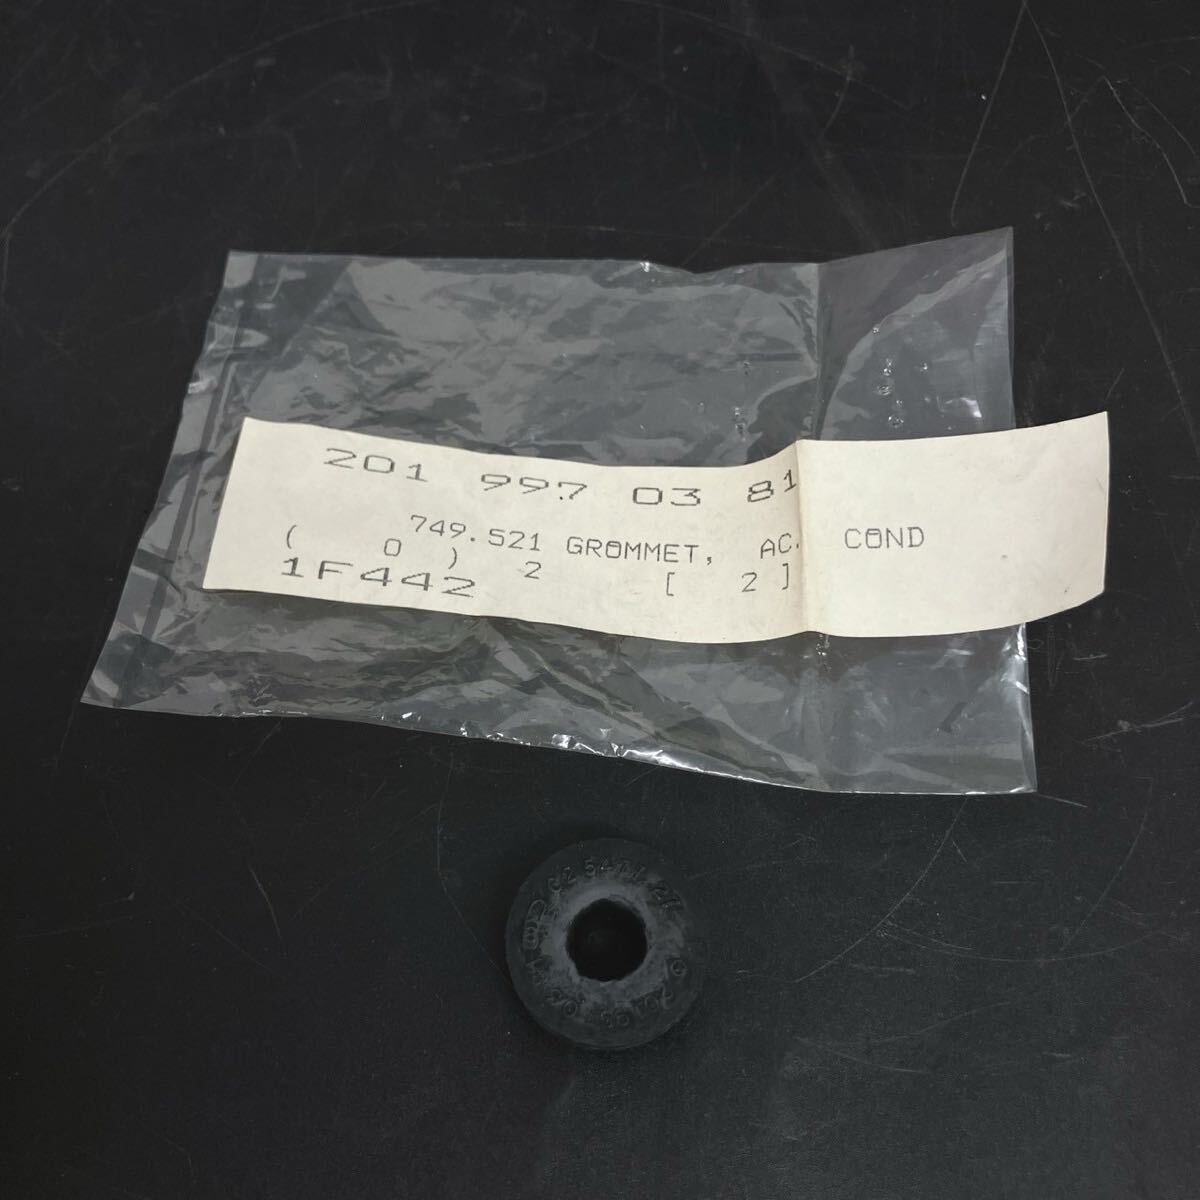 201 997 03 81
749.521 GROMMET, AC. COND
( 0 ) 2 [ 2 ]
1F442